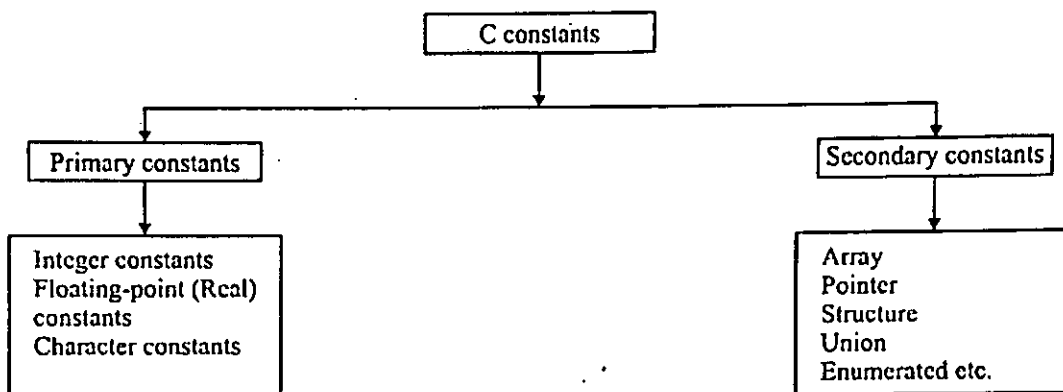 C constants
Primary constants
Secondary constants
Integer constants
Floating-point (Real)
constants
Character constants
Array
Pointer
Structure
Union
Enumerated etc.